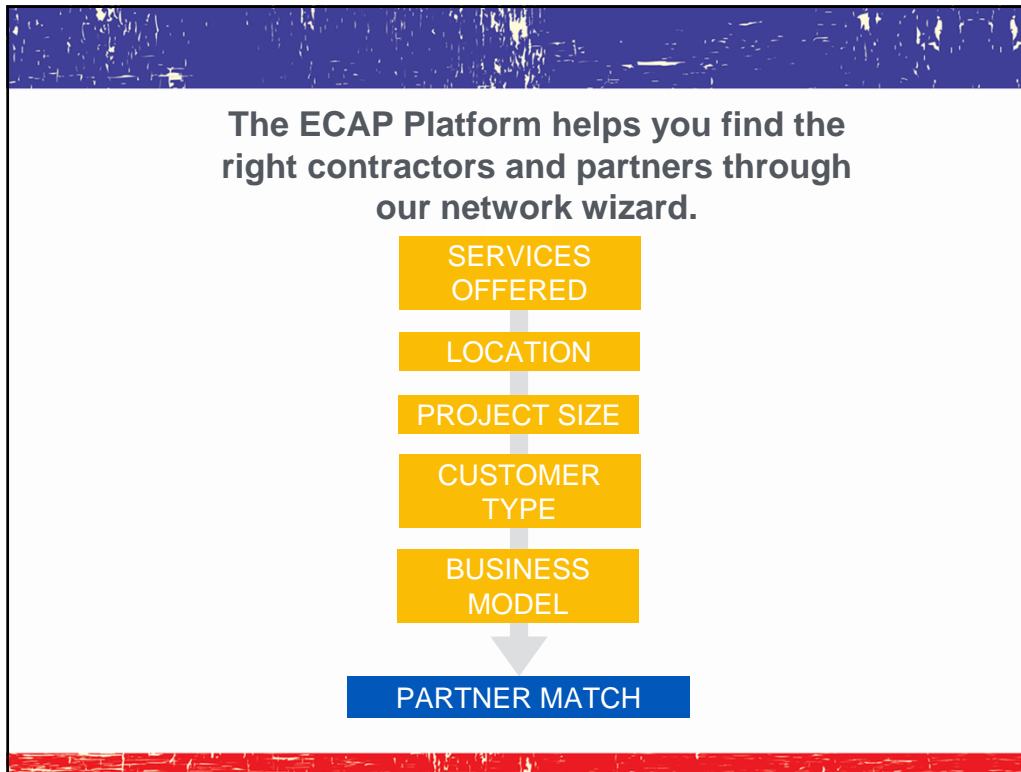 The ECAP Platform helps you find the
right contractors and partners through
our network wizard.
SERVICES
OFFERED
LOCATION
PROJECT SIZE
CUSTOMER
TYPE
BUSINESS
MODEL
PARTNER MATCH